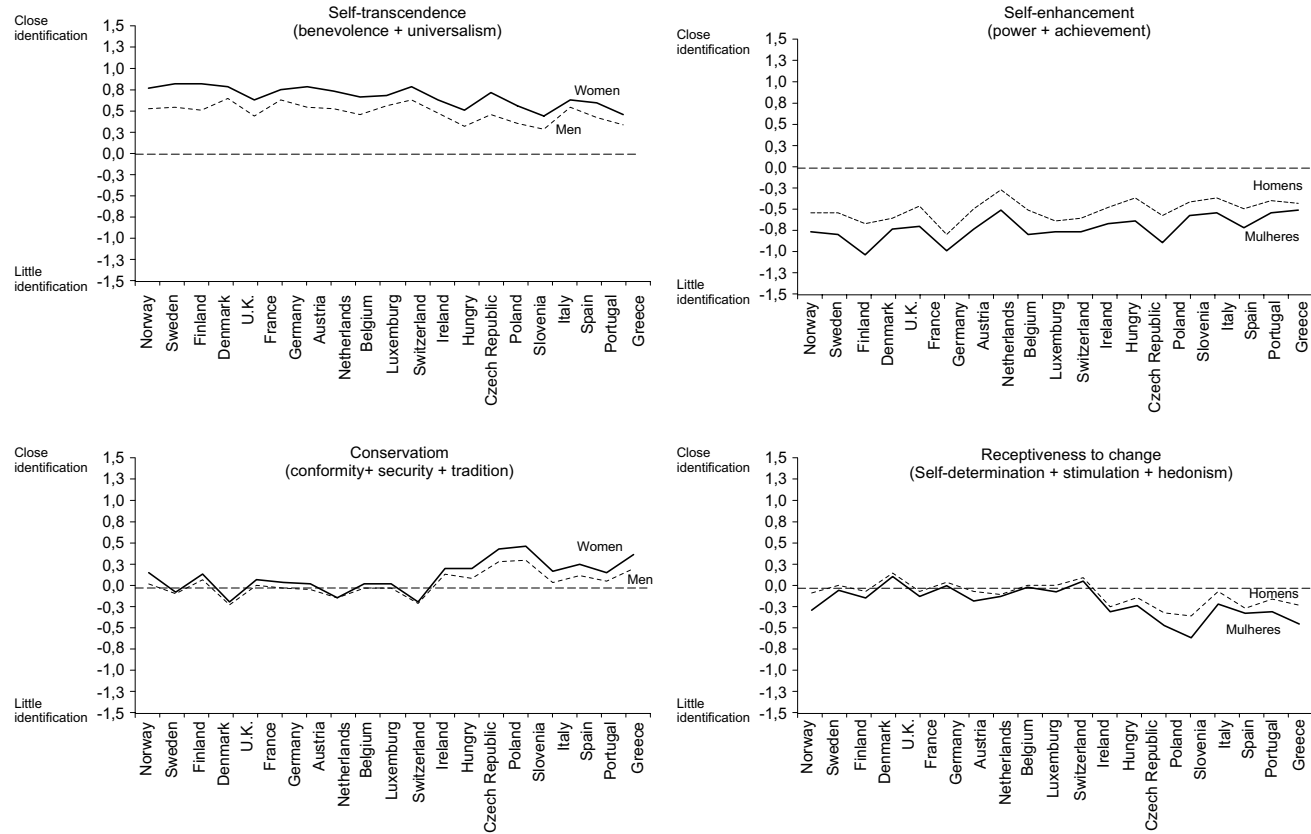 Self-transcendence
(benevolence + universalism)
Close
identification
1,5
1,3
1,0
0,8
0,5
0,3
0,0
-0,3
-0,5
-0,8
-1,0
-1,3
-1,5
Women
Men
Little
identification
Norway
Sweden
Finland
Denmark
U.K.
France
Germany
Austria
Netherlands
Belgium
Luxemburg
Switzerland
Ireland
Hungry
Czech Republic
Poland
Slovenia
Italy
Spain
Portugal
Greece
Self-enhancement
(power + achievement)
Close
identification
1,5
1,3
1,0
0,8
0,5
0,3
0,0
-0,3
-0,5
-0,8
-1,0
-1,3
-1,5
Homens
Mulheres
Little
identification
Norway
Sweden
Finland
Denmark
U.K.
France
Germany
Austria
Netherlands
Belgium
Luxemburg
Switzerland
Ireland
Hungry
Czech Republic
Poland
Slovenia
Italy
Spain
Portugal
Greece
Conservatiom
(conformity+ security + tradition)
Close
identification
1,5
1,3
1,0
0,8
0,5
0,3
0,0
-0,3
-0,5
-0,8
-1,0
-1,3
-1,5
Women
Men
Little
identification
Norway
Sweden
Finland
Denmark
U.K.
France
Germany
Austria
Netherlands
Belgium
Luxemburg
Switzerland
Ireland
Hungry
Czech Republic
Poland
Slovenia
Italy
Spain
Portugal
Greece
Receptiveness to change
(Self-determination + stimulation + hedonism)
Close
identification
1,5
1,3
1,0
0,8
0,5
0,3
0,0
-0,3
-0,5
-0,8
-1,0
-1,3
-1,5
Homens
Mulheres
Little
identification
Norway
Sweden
Finland
Denmark
U.K.
France
Germany
Austria
Netherlands
Belgium
Luxemburg
Switzerland
Ireland
Hungry
Czech Republic
Poland
Slovenia
Italy
Spain
Portugal
Greece